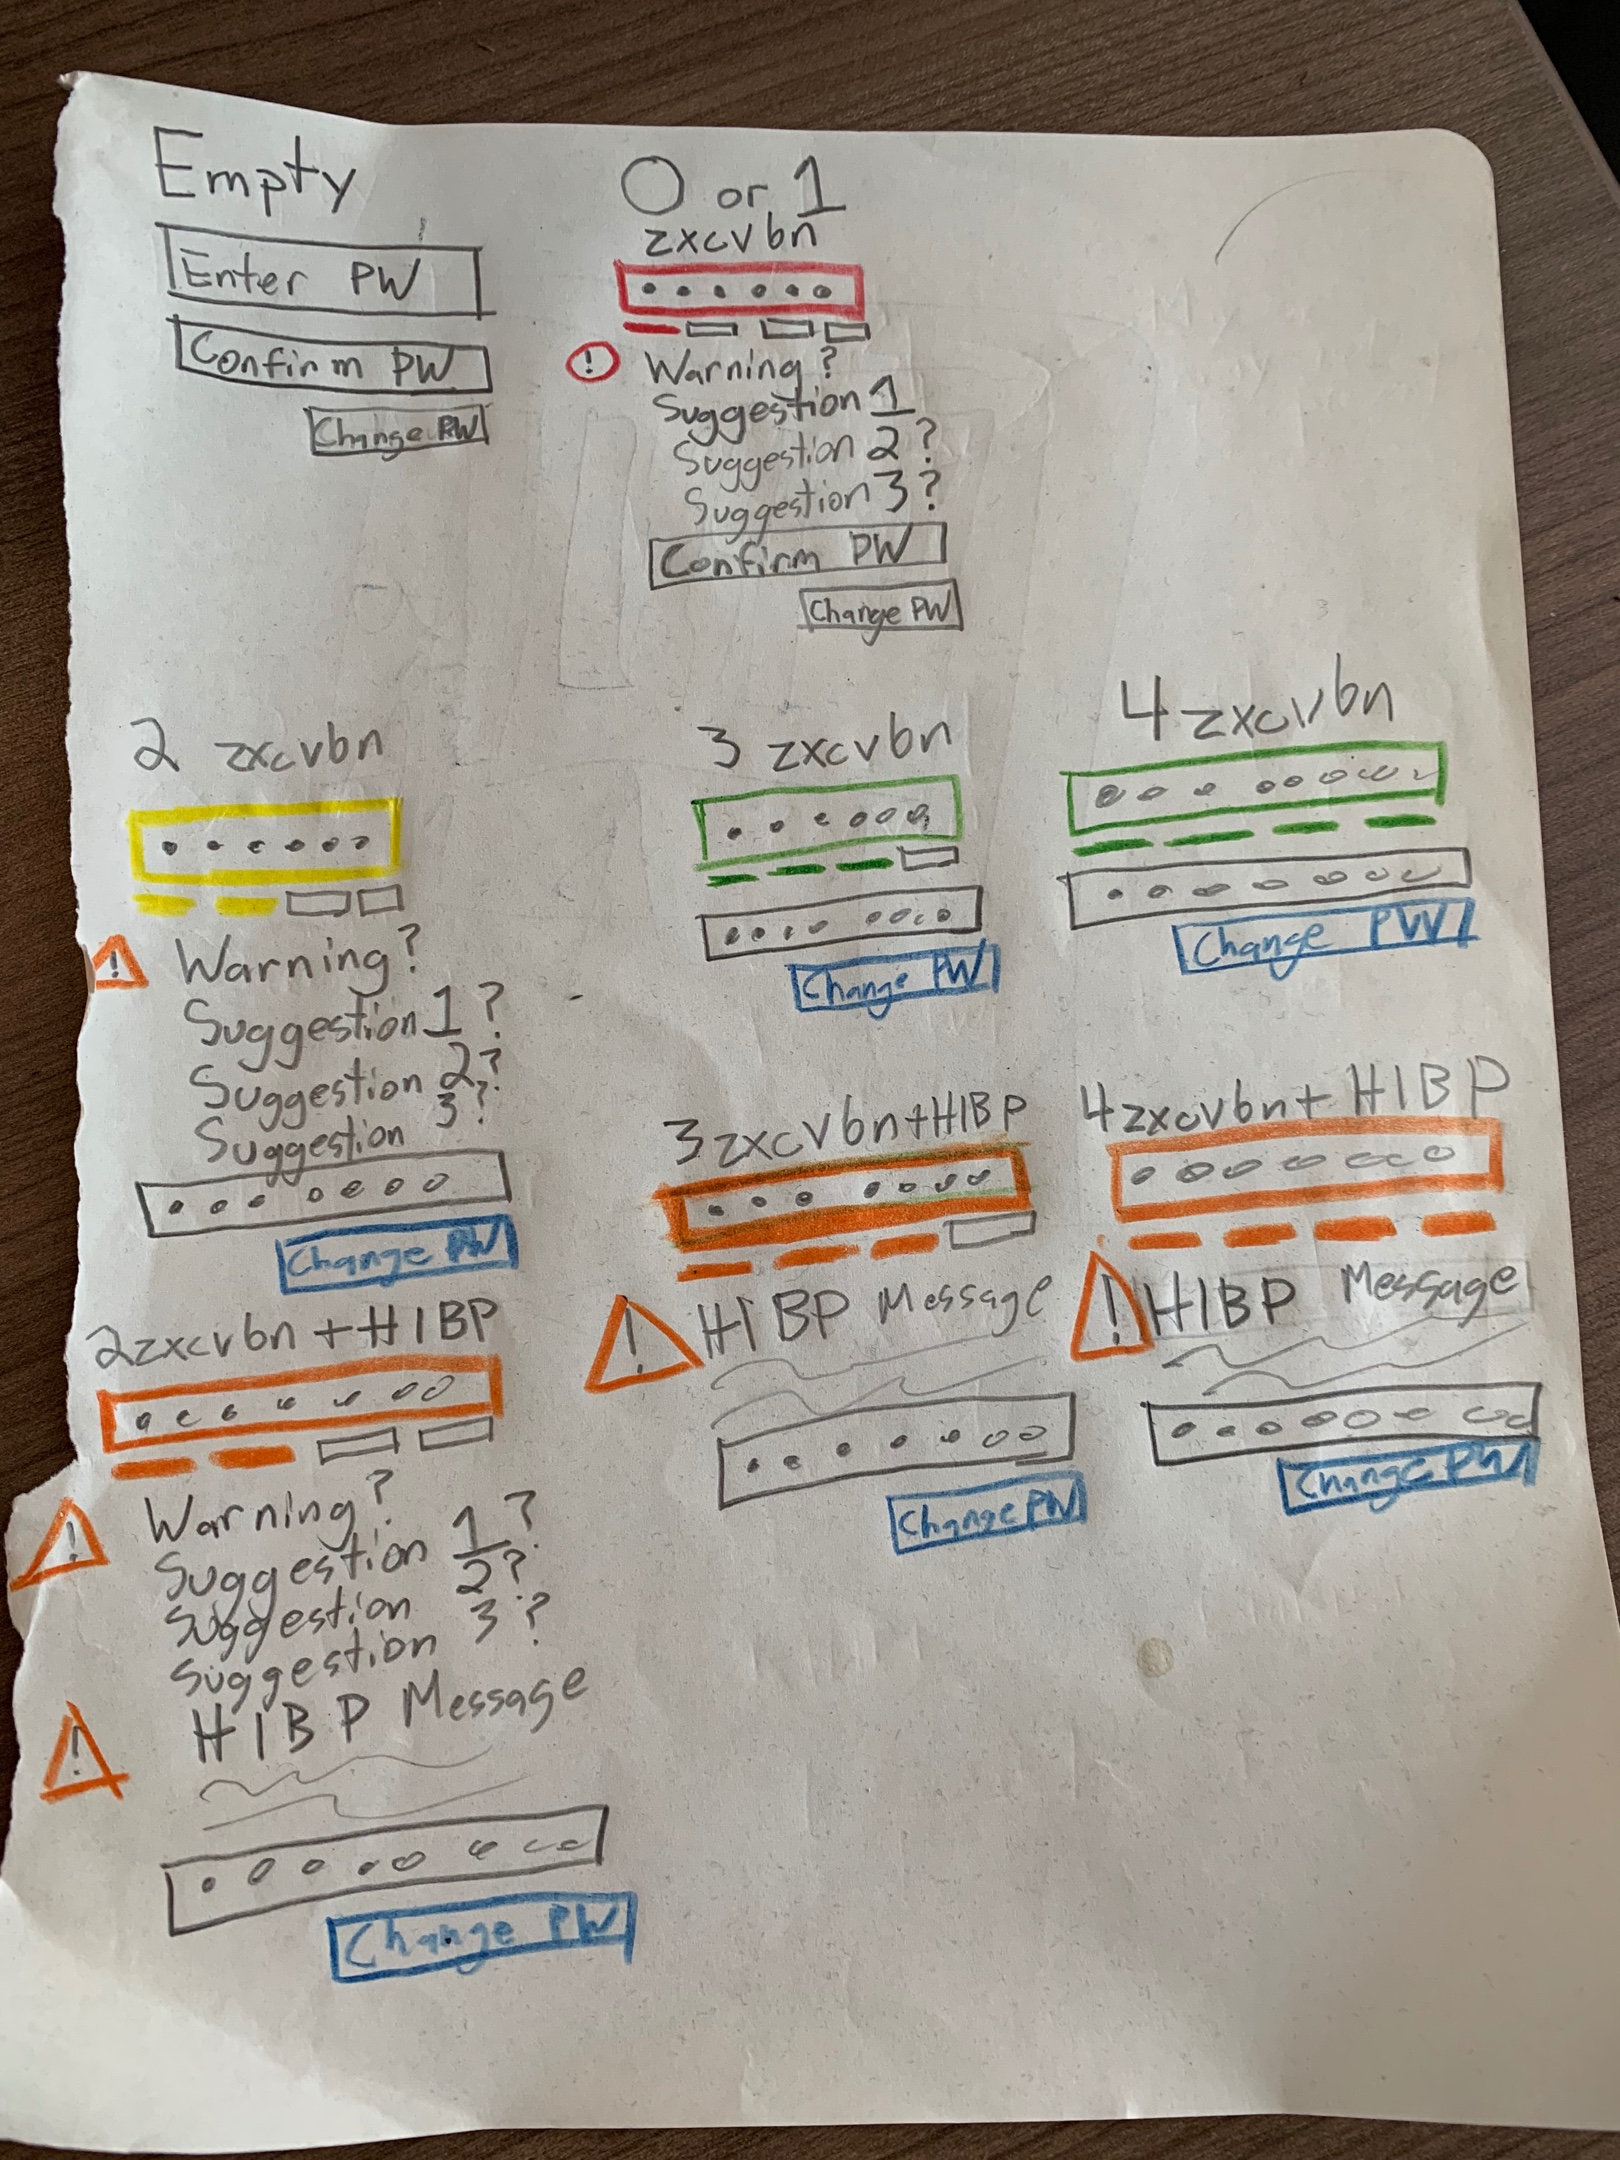 Empty
Enter PW
Confirm PW
Change PW
0 or 1
zxcvbn
! Warning?
Suggestion 1
Suggestion 2?
Suggestion 3?
Confirm PW
Change PW
2 zxcvbn
! Warning?
Suggestion 1?
Suggestion 2?
Suggestion 3?
Change PW
3 zxcvbn
Change PW
4 zxcvbn
Change PW
2 zxcvbn + HIBP
! Warning?
Suggestion 1?
Suggestion 2?
Suggestion 3?
! HIBP Message
Change PW
3 zxcvbn + HIBP
! HIBP Message
Change PW
4 zxcvbn + HIBP
! HIBP Message
Change PW